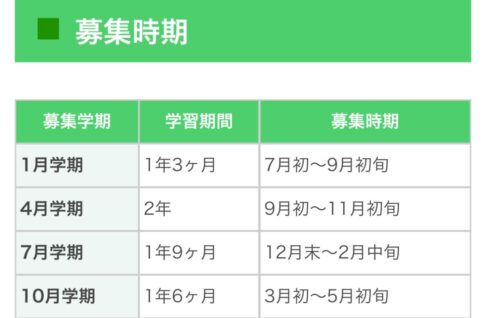 募集時期
募集学期 学習期間 募集時期
1月学期 1年3ヶ月 7月初～9月初旬
4月学期 2年 9月初～11月初旬
7月学期 1年9ヶ月 12月末～2月中旬
10月学期 1年6ヶ月 3月初～5月初旬